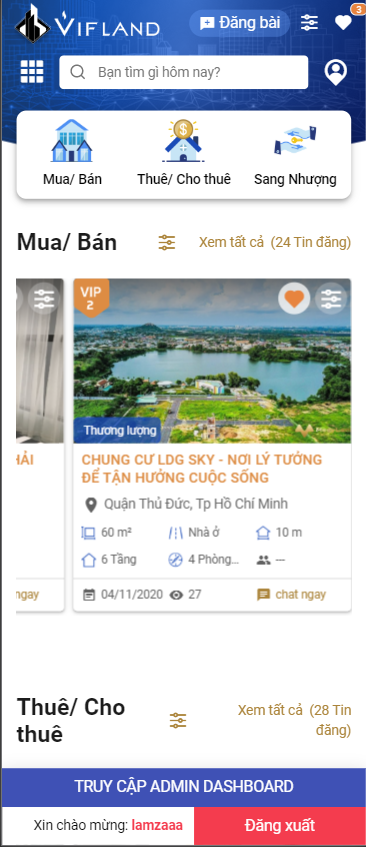 VIFLAND
Đăng bài
3
Bạn tìm gì hôm nay?
Mua/ Bán
Thuê/ Cho thuê
Sang Nhượng
Mua/ Bán
Xem tất cả (24 Tin đăng)
HẢI
ngay
VIP
2
Thương lượng
CHUNG CƯ LDG SKY - NƠI LÝ TƯỞNG
ĐỂ TẬN HƯỞNG CUỘC SỐNG
Quận Thủ Đức, Tp Hồ Chí Minh
60 m²
Nhà ở
10 m
6 Tầng
4 Phòng...
---
04/11/2020
27
chat ngay
Thuê/ Cho
thuê
Xem tất cả (28 Tin
đăng)
TRUY CẬP ADMIN DASHBOARD
Xin chào mừng: lamzaaa
Đăng xuất